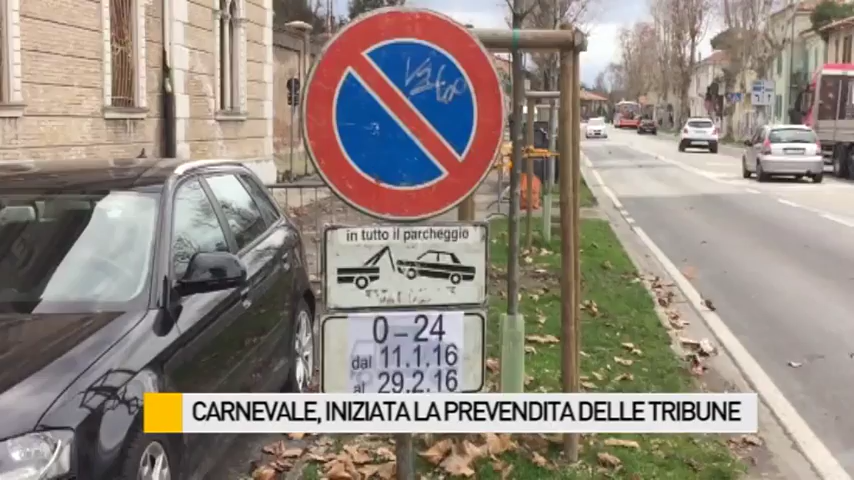 in tutto il parcheggio
0-24
dal 11.1.16
al 29.2.16
CARNEVALE, INIZIATA LA PREVENDITA DELLE TRIBUNE